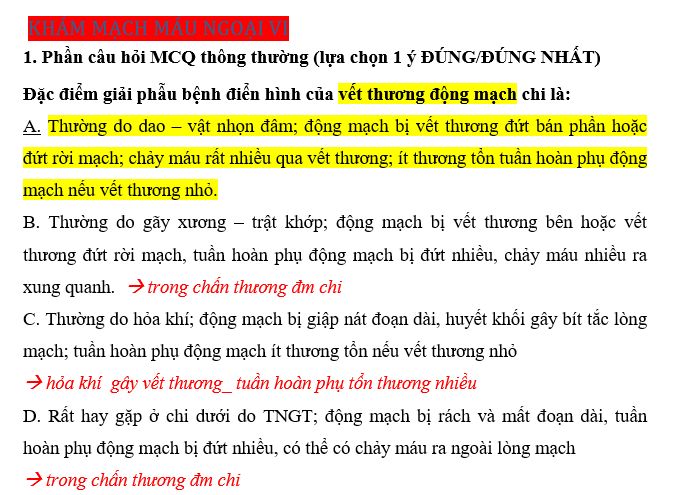 KHÁM MẠCH MÁU NGOẠI VI
1. Phần câu hỏi MCQ thông thường (lựa chọn 1 ý ĐÚNG/ĐÚNG NHẤT)
Đặc điểm giải phẫu bệnh điển hình của vết thương động mạch chi là:
A. Thường do dao – vật nhọn đâm; động mạch bị vết thương đứt bán phần hoặc
đứt rời mạch; chảy máu rất nhiều qua vết thương; ít thương tổn tuần hoàn phụ động
mạch nếu vết thương nhỏ.
B. Thường do gãy xương – trật khớp; động mạch bị vết thương bên hoặc vết
thương đứt rời mạch, tuần hoàn phụ động mạch bị đứt nhiều, chảy máu nhiều ra
xung quanh. → trong chấn thương đm chi
C. Thường do hỏa khí; động mạch bị giập nát đoạn dài, huyết khối gây bít tắc lòng
mạch; tuần hoàn phụ động mạch ít thương tổn nếu vết thương nhỏ
→ hỏa khí gây vết thương_ tuần hoàn phụ tổn thương nhiều
D. Rất hay gặp ở chi dưới do TNGT; động mạch bị rách và mất đoạn dài, tuần
hoàn phụ động mạch bị đứt nhiều, có thể có chảy máu ra ngoài lòng mạch
→ trong chấn thương đm chi